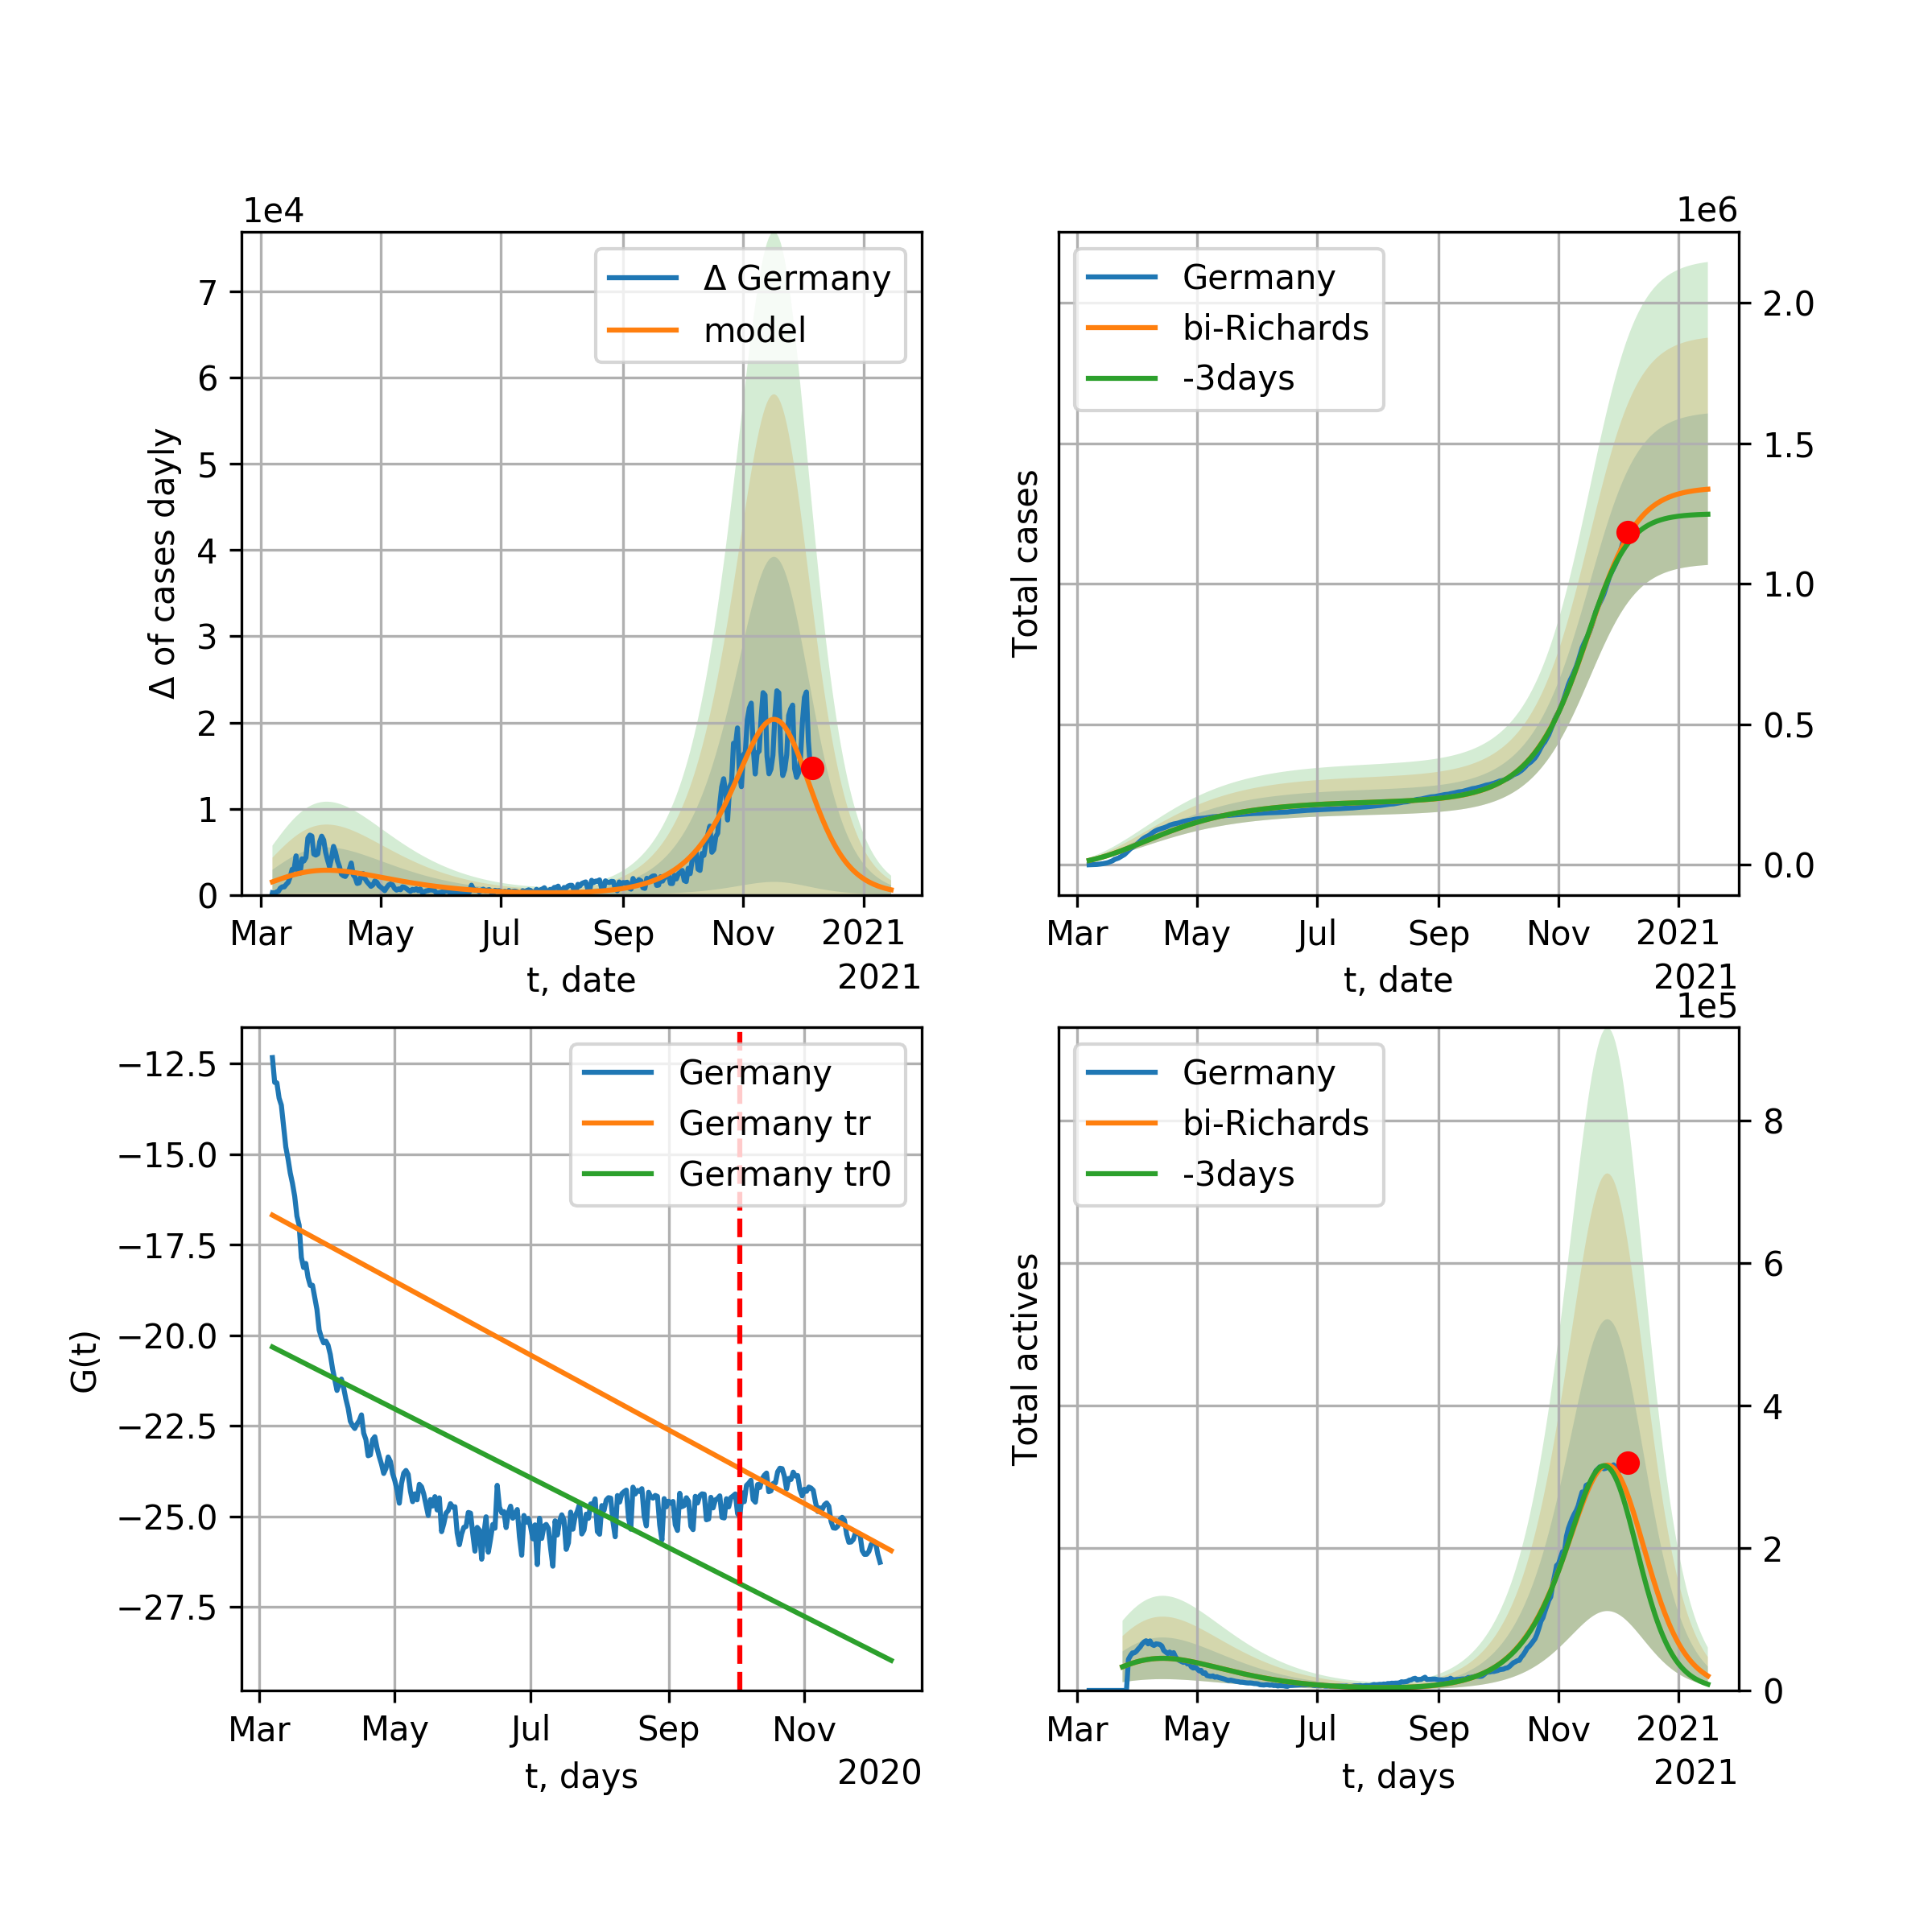 1e4
Δ of cases dayly
7
6
5
4
3
2
1
0
Δ Germany
model
Mar May Jul Sep Nov 2021
t, date
2021
1e6
Total cases
Germany
bi-Richards
-3days
2.0
1.5
1.0
0.5
0.0
Mar May Jul Sep Nov 2021
t, date
2021
G(t)
−12.5
−15.0
−17.5
−20.0
−22.5
−25.0
−27.5
Germany
Germany tr
Germany tr0
Mar May Jul Sep Nov
t, days
2020
1e5
Total actives
Germany
bi-Richards
-3days
8
6
4
2
0
Mar May Jul Sep Nov 2021
t, days
2021